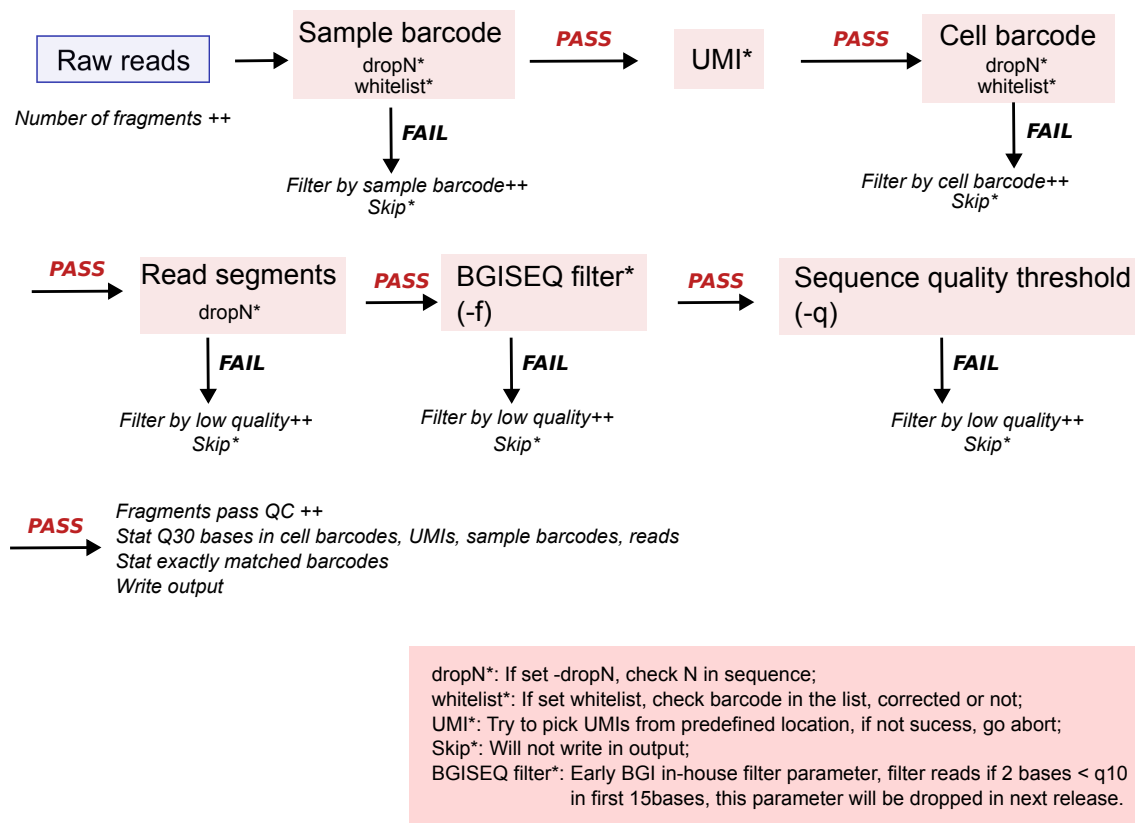 Raw reads
Number of fragments ++
Sample barcode
dropN*
whitelist*
FAIL
Filter by sample barcode++
Skip*
PASS
UMI*
PASS
Cell barcode
dropN*
whitelist*
FAIL
Filter by cell barcode++
Skip*
PASS
Read segments
dropN*
FAIL
Filter by low quality++
Skip*
PASS
BGISEQ filter*
(-f)
FAIL
Filter by low quality++
Skip*
PASS
Sequence quality threshold
(-q)
FAIL
Filter by low quality++
Skip*
PASS
Fragments pass QC ++
Stat Q30 bases in cell barcodes, UMIs, sample barcodes, reads
Stat exactly matched barcodes
Write output
dropN*: If set -dropN, check N in sequence;
whitelist*: If set whitelist, check barcode in the list, corrected or not;
UMI*: Try to pick UMIs from predefined location, if not sucess, go abort;
Skip*: Will not write in output;
BGISEQ filter*: Early BGI in-house filter parameter, filter reads if 2 bases < q10
in first 15bases, this parameter will be dropped in next release.